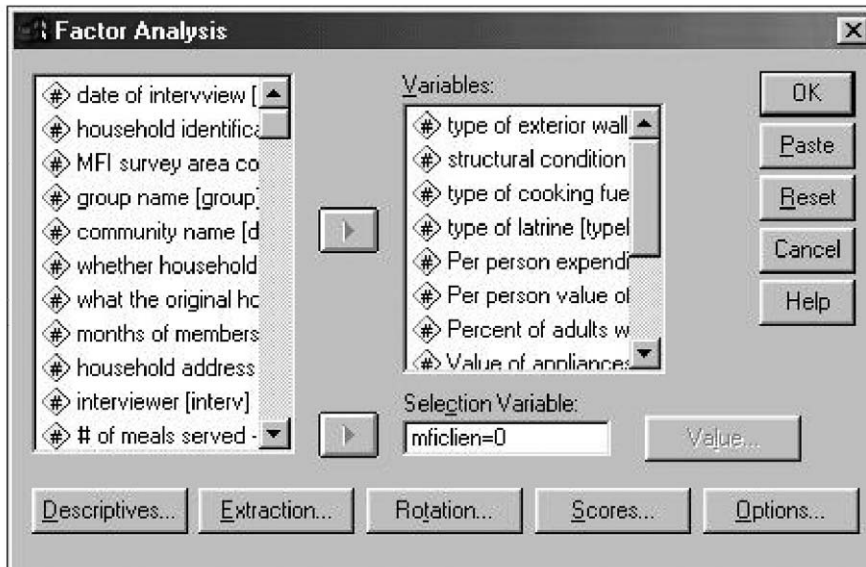 Factor Analysis
# date of intervview [
# household identifica
# MFI survey area co
# group name [group]
# community name [d
# whether household
# what the original ho
# months of members
# household address
# interviewer [interv]
# # of meals served -
Variables:
# type of exterior wall
# structural condition
# type of cooking fue
# type of latrine [typel
# Per person expendi
# Per person value of
# Percent of adults w
# Value of appliances
Selection Variable:
mficlien=0
Value...
OK
Paste
Reset
Cancel
Help
Descriptives...
Extraction...
Rotation...
Scores...
Options...